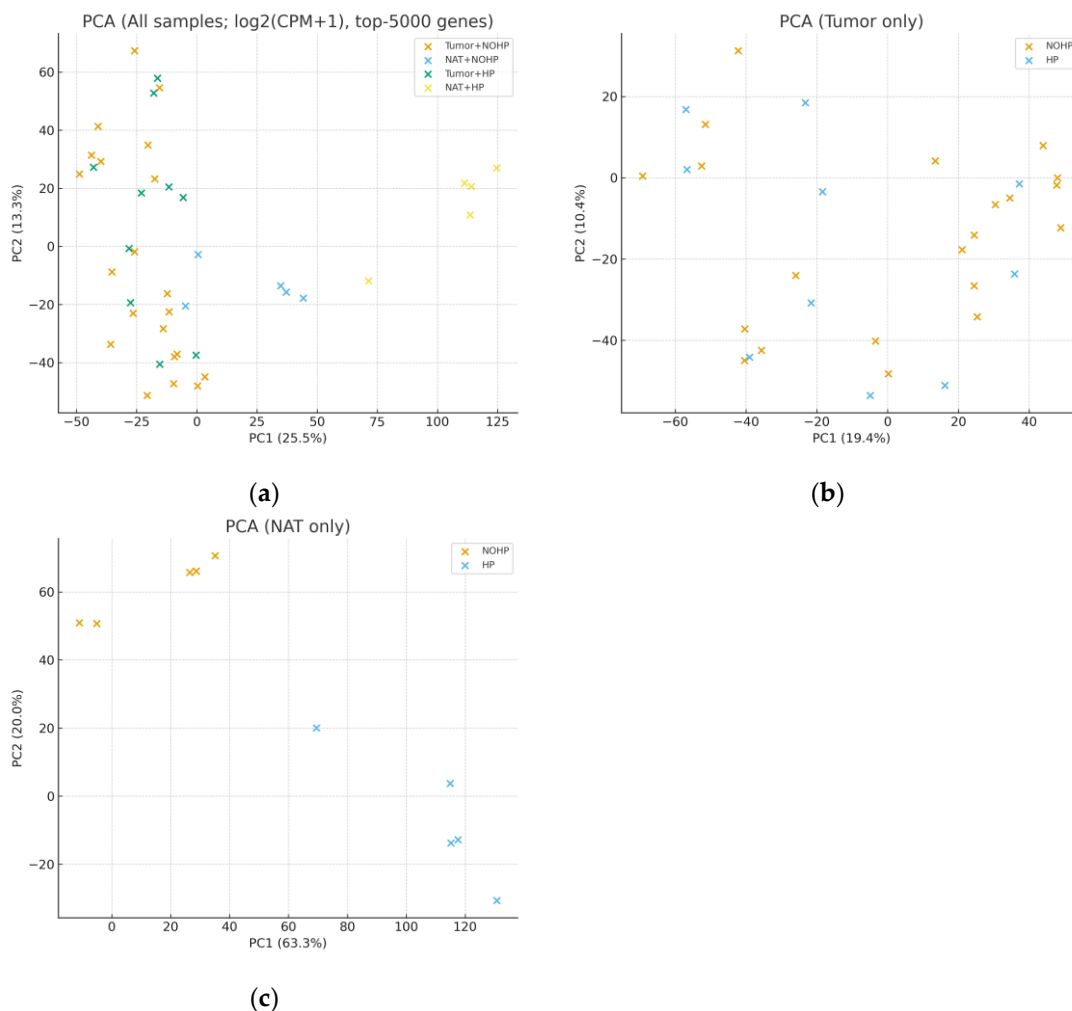 PCA (All samples; log2(CPM+1), top-5000 genes)
Tumor+NOHP
NAT+NOHP
Tumor+HP
NAT+HP
60
40
20
0
−20
−40
PC2 (13.3%)
−50
−25
0
25
50
75
100
125
PC1 (25.5%)
(a)
PCA (Tumor only)
NOHP
HP
20
0
−20
−40
PC2 (10.4%)
−60
−40
−20
0
20
40
PC1 (19.4%)
(b)
PCA (NAT only)
NOHP
HP
60
40
20
0
−20
PC2 (20.0%)
0
20
40
60
80
100
120
PC1 (63.3%)
(c)